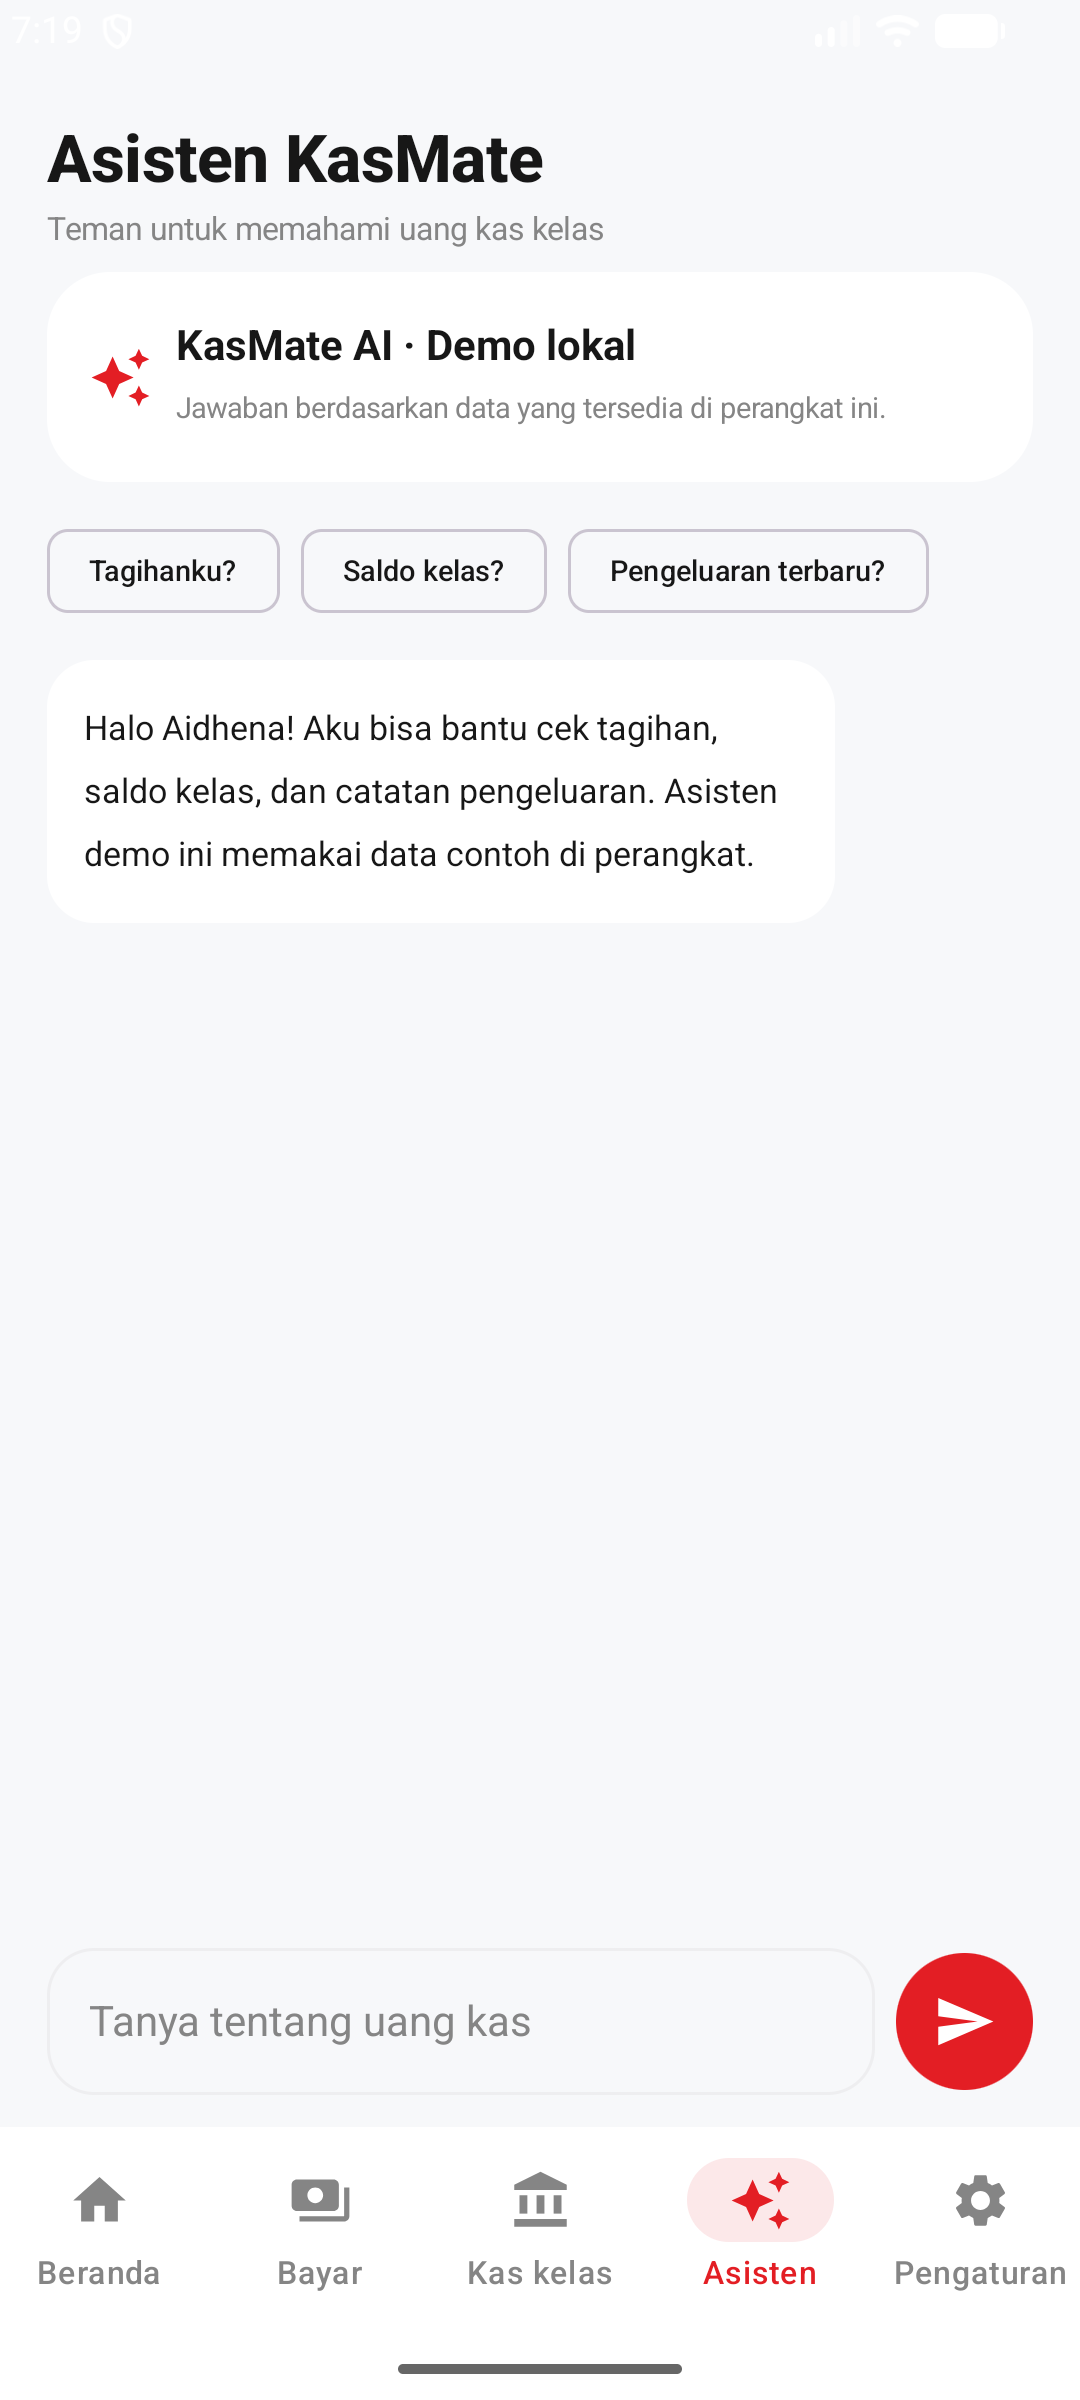 7:19
Asisten KasMate
Teman untuk memahami uang kas kelas
KasMate AI · Demo lokal
Jawaban berdasarkan data yang tersedia di perangkat ini.
Tagihanku?
Saldo kelas?
Pengeluaran terbaru?
Halo Aidhena! Aku bisa bantu cek tagihan,
saldo kelas, dan catatan pengeluaran. Asisten
demo ini memakai data contoh di perangkat.
Tanya tentang uang kas
Beranda
Bayar
Kas kelas
Asisten
Pengaturan